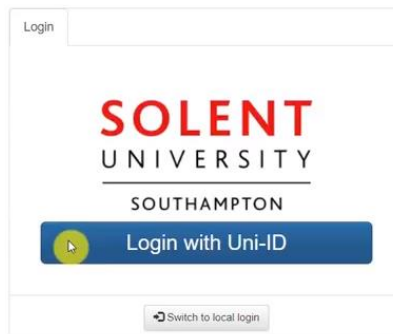 Login
SOLENT
UNIVERSITY
SOUTHAMPTON
Login with Uni-ID
Switch to local login